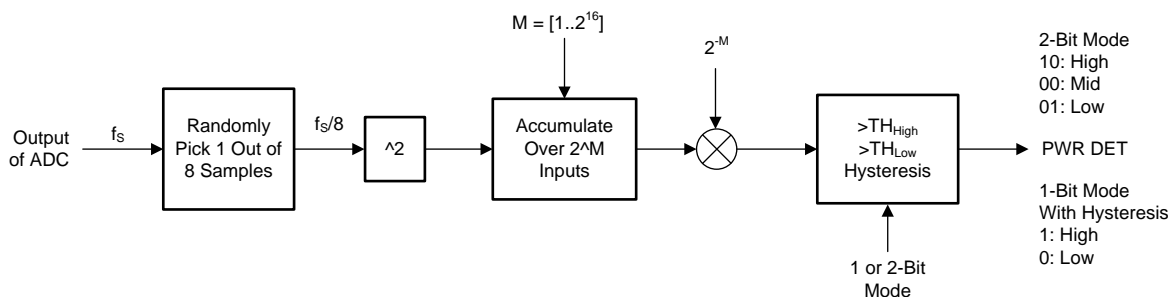 Output
of ADC
fS
Randomly
Pick 1 Out of
8 Samples
fS/8
^2
M = [1..2^16]
Accumulate
Over 2^M
Inputs
2^-M
>TH_High
>TH_Low
Hysteresis
1 or 2-Bit
Mode
2-Bit Mode
10: High
00: Mid
01: Low
PWR DET
1-Bit Mode
With Hysteresis
1: High
0: Low